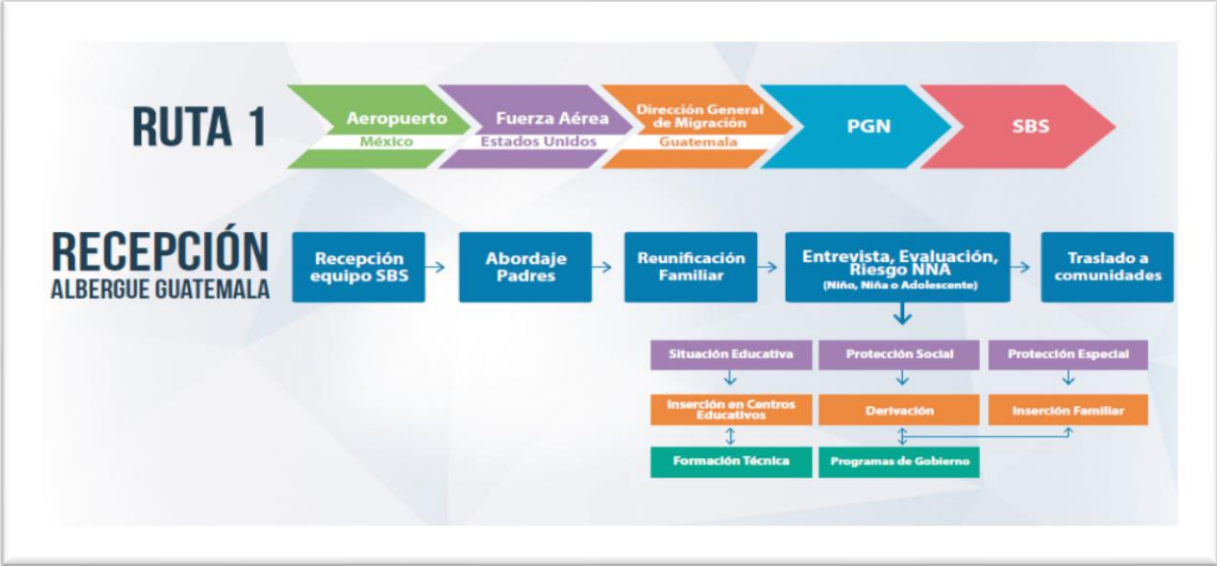 RUTA 1
Aeropuerto
México
Fuerza Aérea
Estados Unidos
Dirección General
de Migración
Guatemala
PGN
SBS
RECEPCIÓN
ALBERGUE GUATEMALA
Recepción
equipo SBS
Abordaje
Padres
Reunificación
Familiar
Entrevista, Evaluación,
Riesgo NNA
(Niño, Niña o Adolescente)
Traslado a
comunidades
Situación Educativa
Protección Social
Protección Especial
Inserción en Centros
Educativos
Derivación
Inserción Familiar
Formación Técnica
Programas de Gobierno